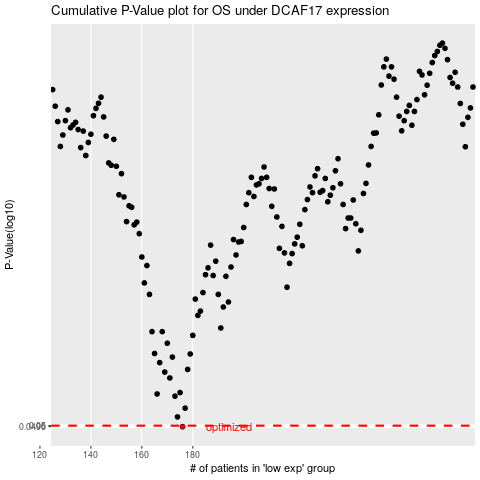 Cumulative P-Value plot for OS under DCAF17 expression
P-Value(log10)
optimized
120 140 160 180
# of patients in 'low exp' group